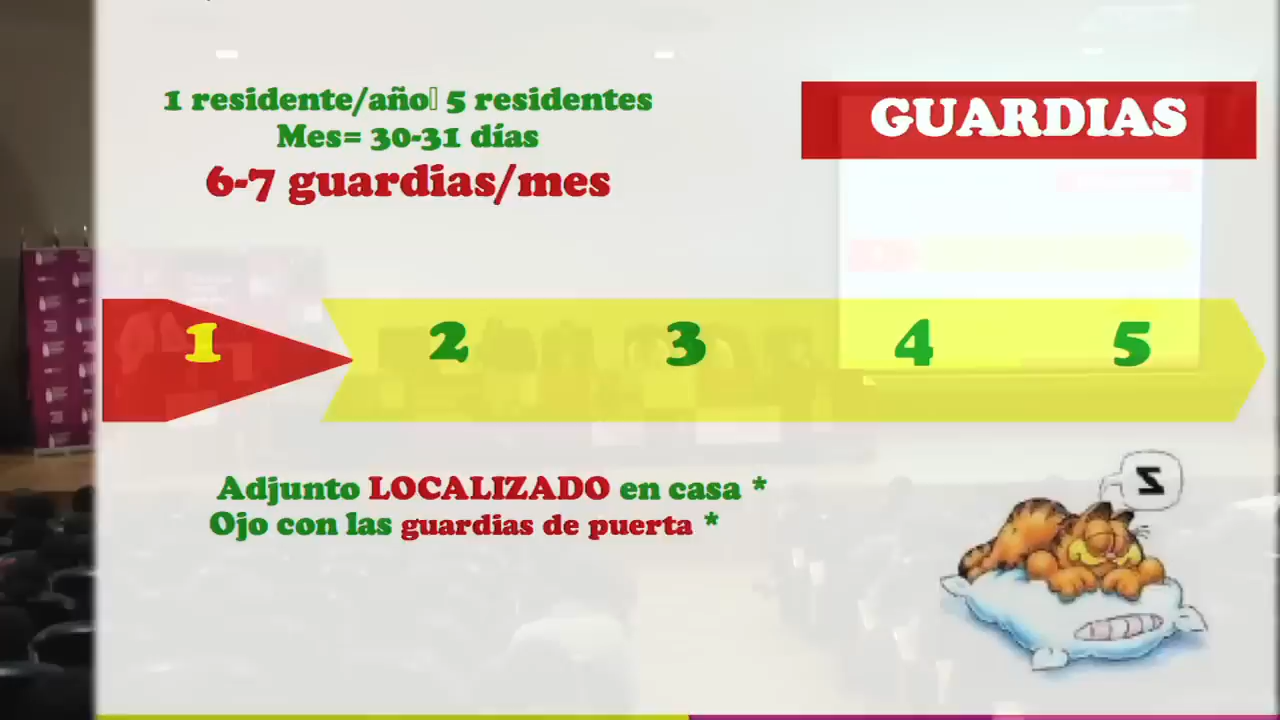 1 residente/año▯ 5 residentes
Mes= 30-31 días
6-7 guardias/mes
GUARDIAS
1 2 3 4 5
Adjunto LOCALIZADO en casa *
Ojo con las guardias de puerta *
Z